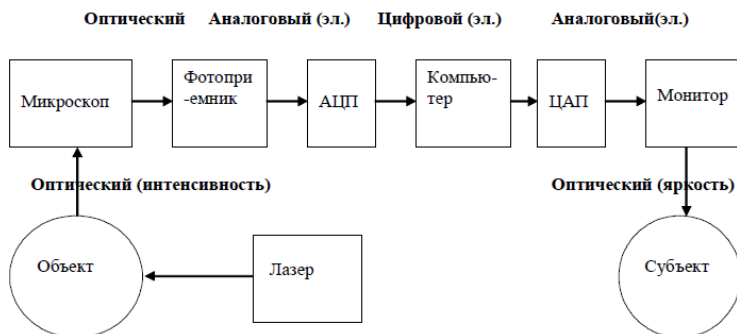 Оптический Аналоговый (эл.) Цифровой (эл.) Аналоговый(эл.)
Микроскоп
Фотопри
-емник
АЦП
Компью-
тер
ЦАП
Монитор
Оптический (интенсивность)
Оптический (яркость)
Объект
Лазер
Субъект